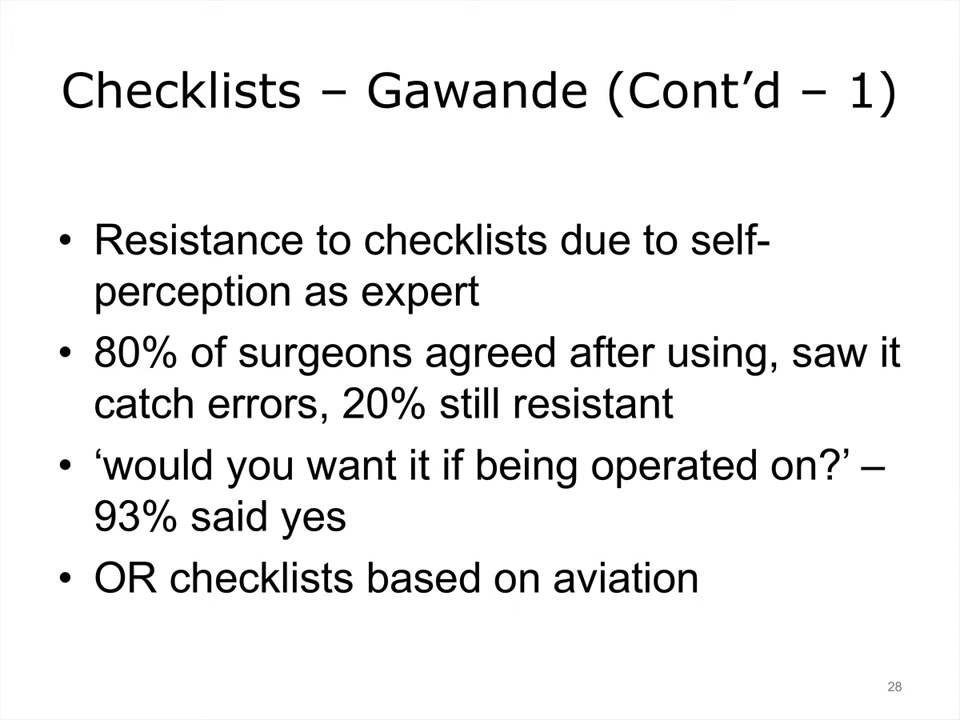 Checklists – Gawande (Cont’d – 1)
• Resistance to checklists due to self-
perception as expert
• 80% of surgeons agreed after using, saw it
catch errors, 20% still resistant
• ‘would you want it if being operated on?’ –
93% said yes
• OR checklists based on aviation
28